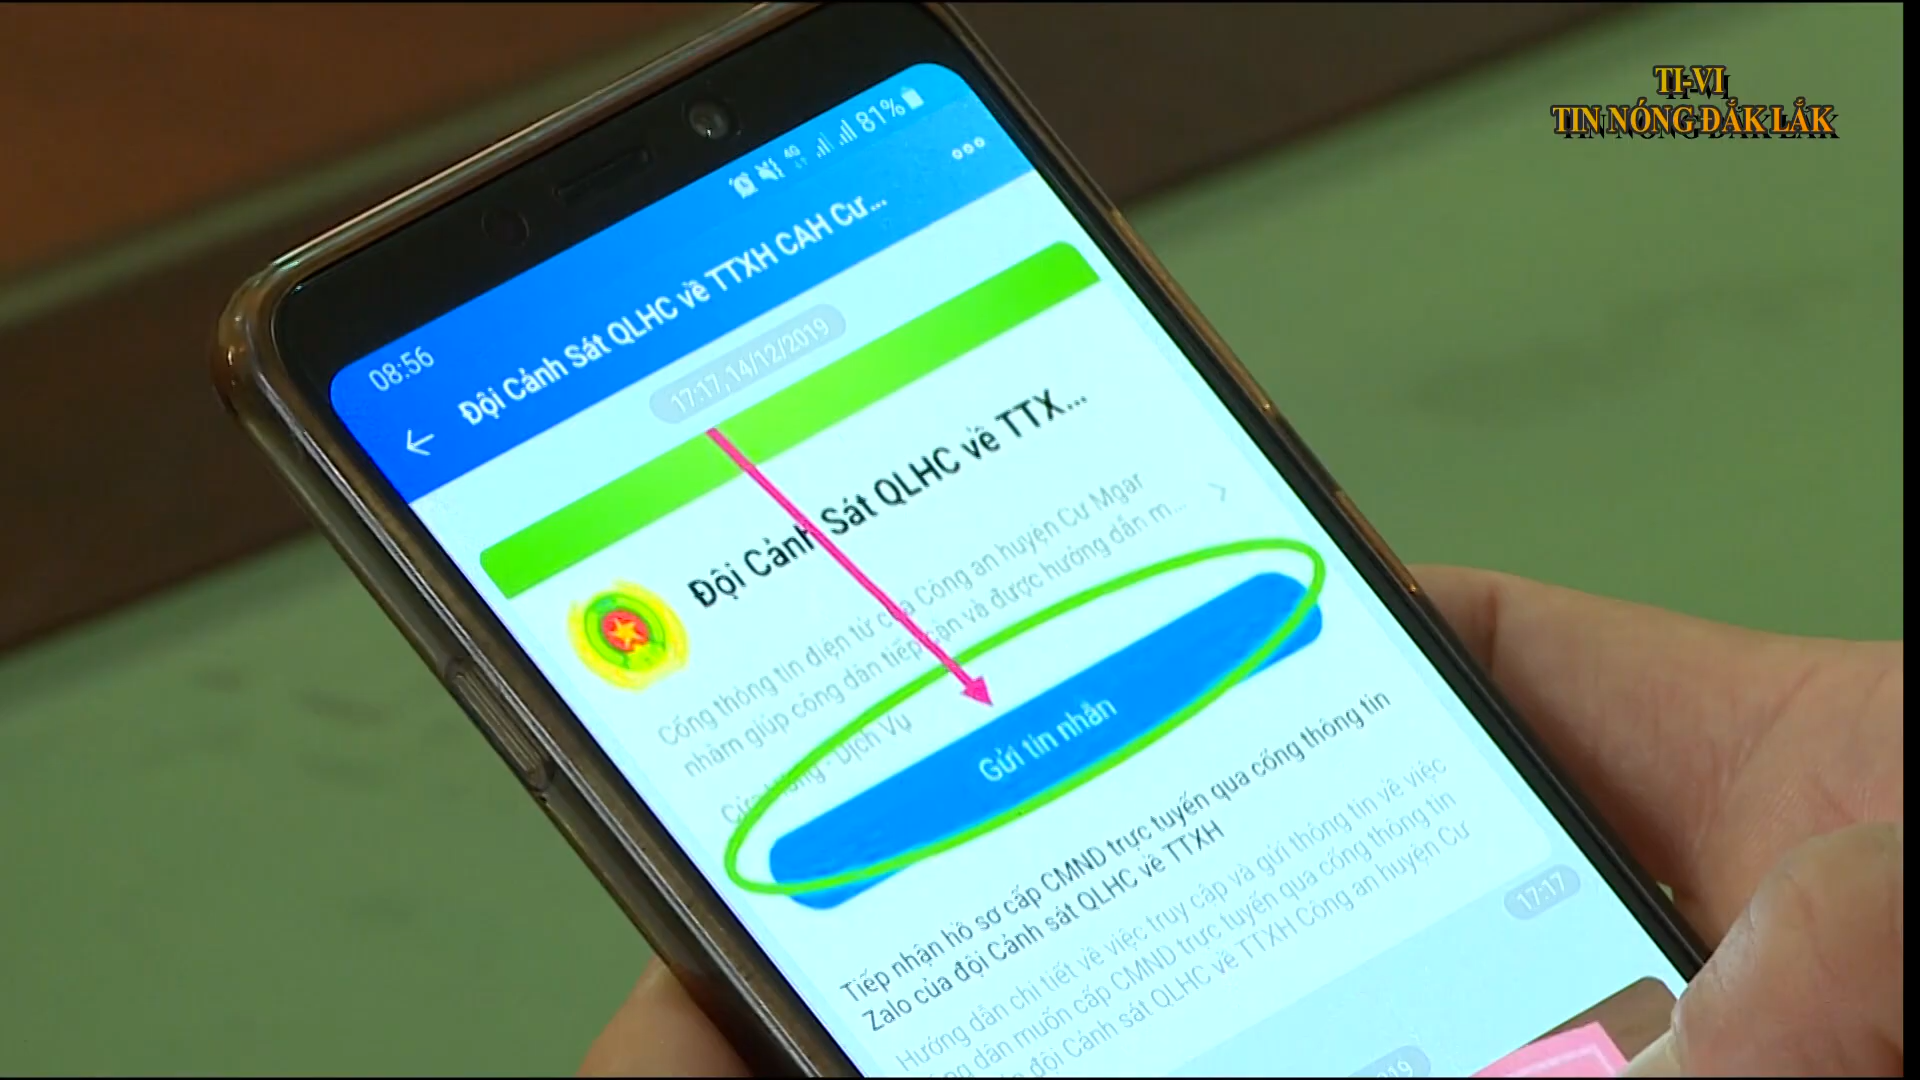 TI-VI
TIN NÓNG ĐẮK LẮK
08:56
4G
81%
Đội Cảnh Sát QLHC về TTXH CAH Cư...
17:17, 14/12/2019
Đội Cảnh Sát QLHC về TTX...
Cổng thông tin điện tử của Công an huyện Cư Mgar
nhằm giúp công dân tiếp cận và được hướng dẫn m...
Cửa Hàng - Dịch Vụ
Gửi tin nhắn
Tiếp nhận hồ sơ cấp CMND trực tuyến qua cổng thông tin
Zalo của đội Cảnh sát QLHC về TTXH
Hướng dẫn chi tiết về việc truy cập và gửi thông tin về việc
dân muốn cấp CMND trực tuyến qua cổng thông tin
đội Cảnh sát QLHC về TTXH Công an huyện Cư
17:17